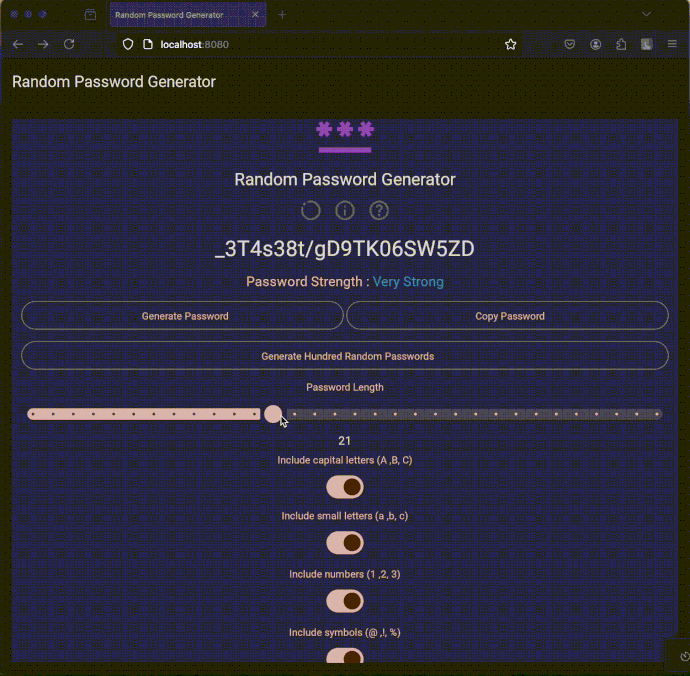 Random Password Generator
localhost:8080
Random Password Generator
***
Random Password Generator
_3T4s38t/gD9TK06SW5ZD
Password Strength : Very Strong
Generate Password
Copy Password
Generate Hundred Random Passwords
Password Length
21
Include capital letters (A ,B, C)
Include small letters (a ,b, c)
Include numbers (1 ,2, 3)
Include symbols (@ ,!, %)